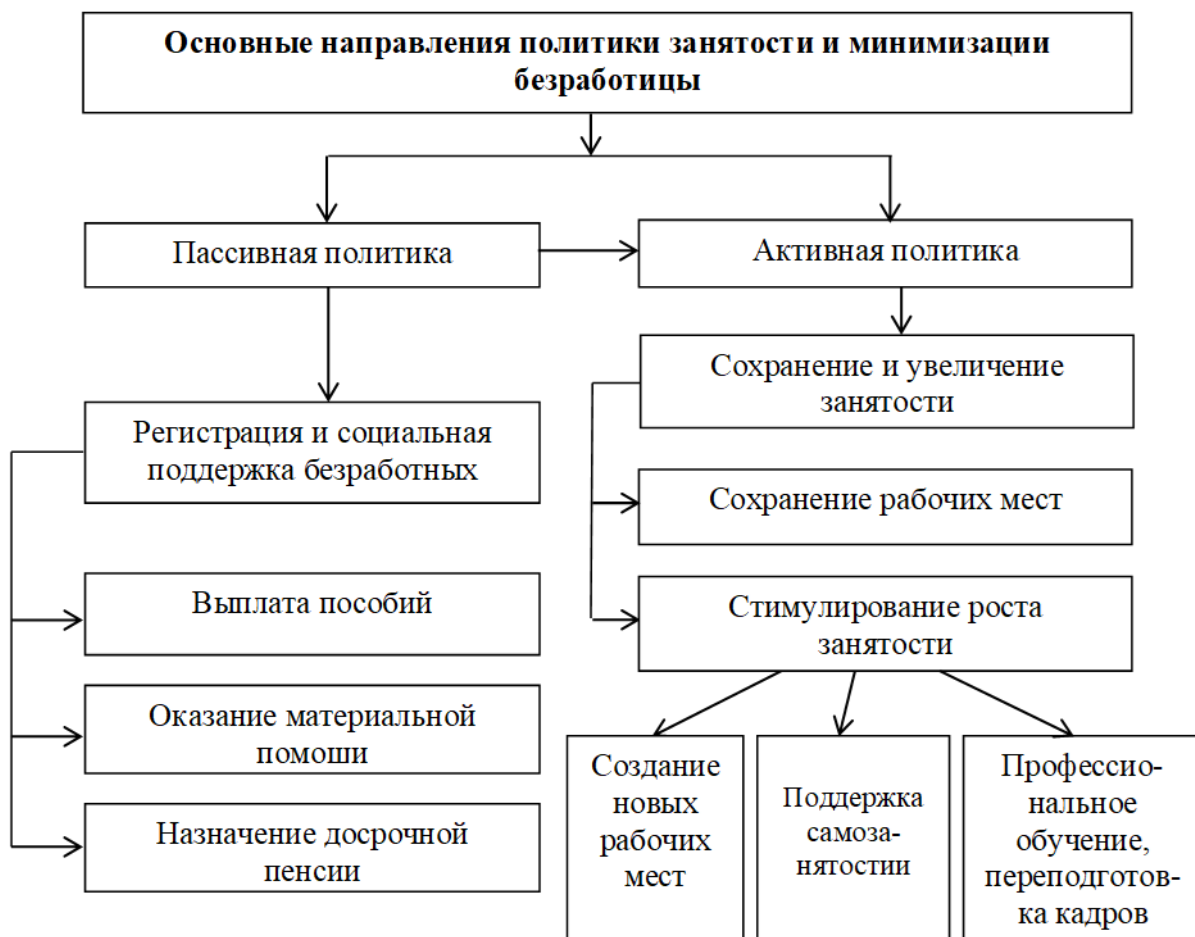 Основные направления политики занятости и минимизации
безработицы
Пассивная политика
Активная политика
Сохранение и увеличение
занятости
Регистрация и социальная
поддержка безработных
Сохранение рабочих мест
Выплата пособий
Стимулирование роста
занятости
Оказание материальной
помоши
Назначение досрочной
пенсии
Создание
новых
рабочих
мест
Поддержка
самоза-
нятостии
Профессио-
нальное
обучение,
переподготов-
ка кадров